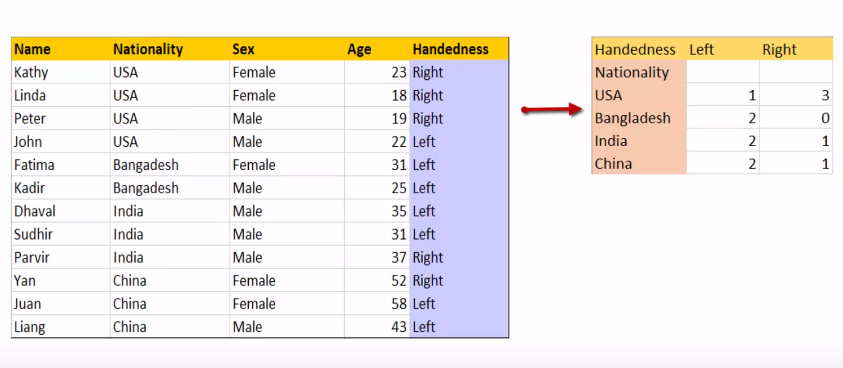 Name Nationality Sex Age Handedness
Kathy USA Female 23 Right
Linda USA Female 18 Right
Peter USA Male 19 Right
John USA Male 22 Left
Fatima Bangadesh Female 31 Left
Kadir Bangadesh Male 25 Left
Dhaval India Male 35 Left
Sudhir India Male 31 Left
Parvir India Male 37 Right
Yan China Female 52 Right
Juan China Female 58 Left
Liang China Male 43 Left
Handedness Left Right
Nationality
USA 1 3
Bangladesh 2 0
India 2 1
China 2 1